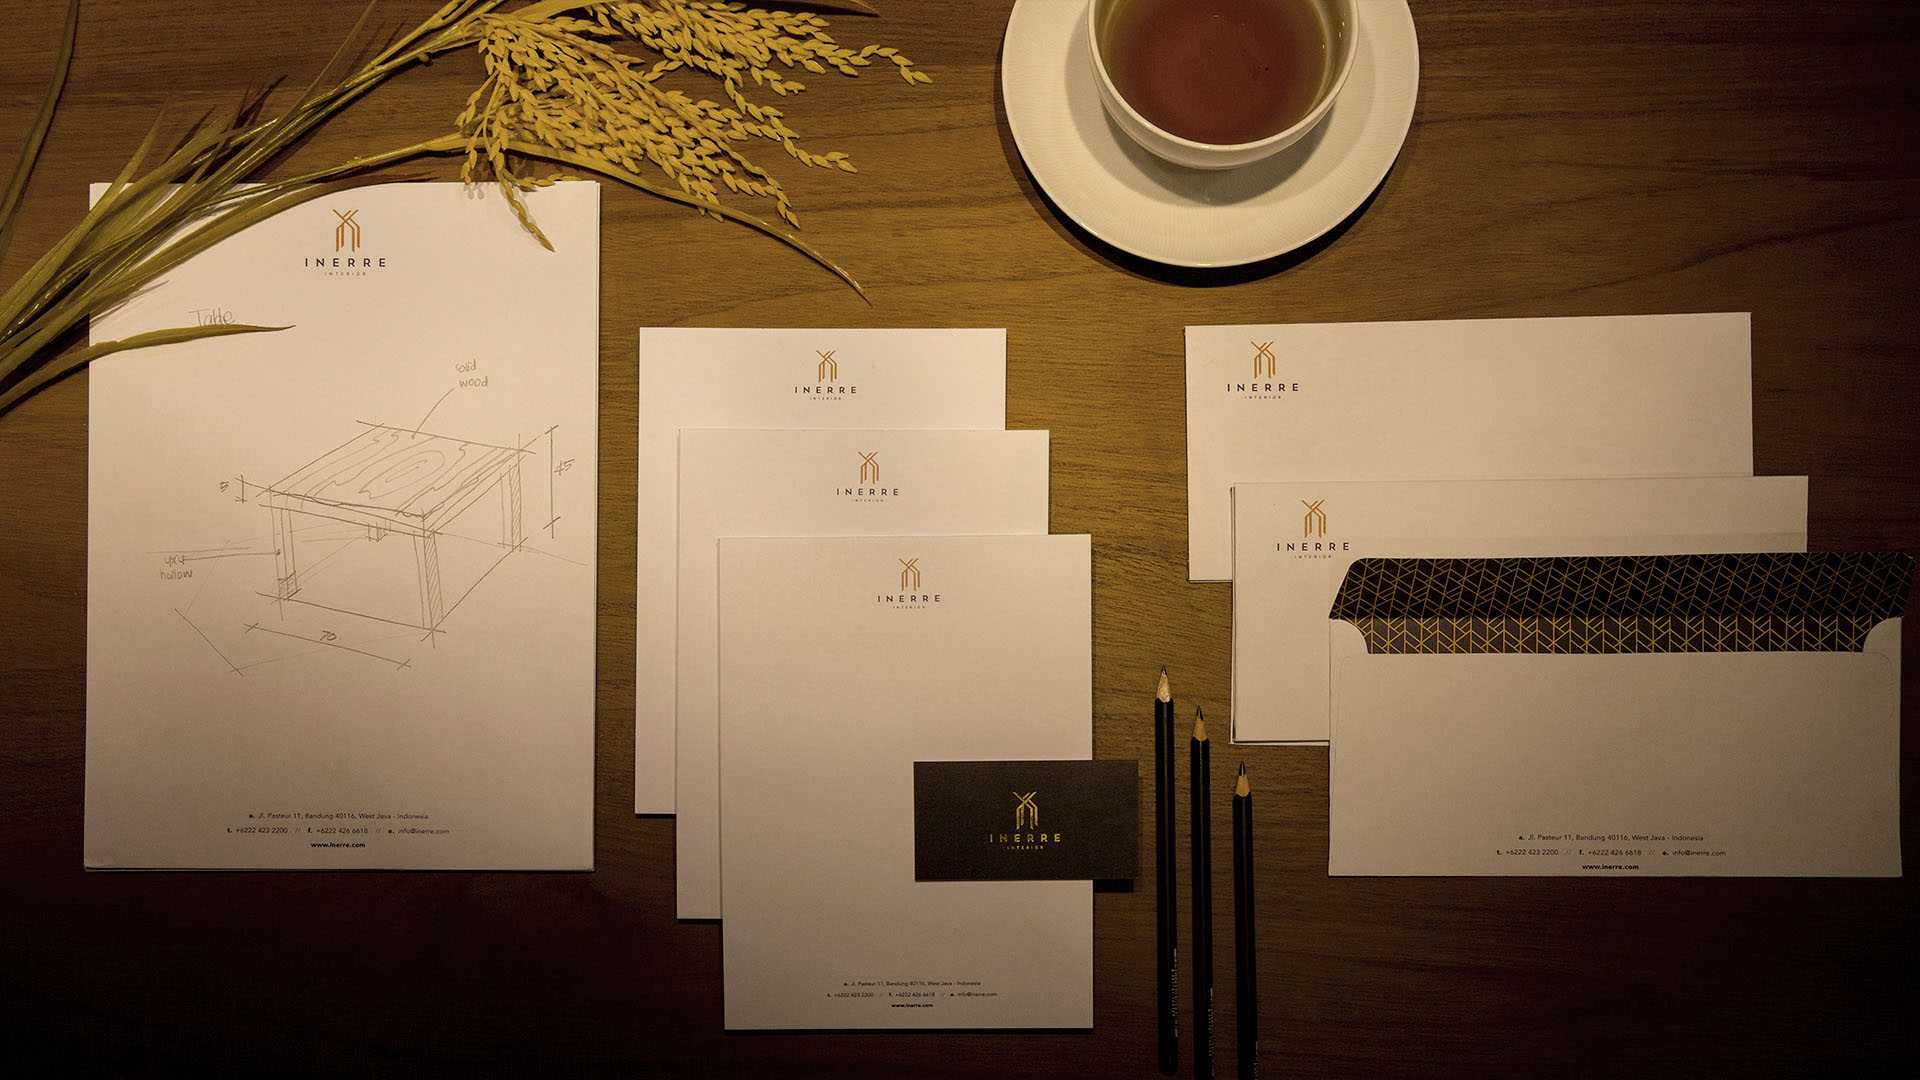 INERRE
INTERIOR
Table
solid
wood
5
45
hollow
70
a. Jl. Pasteur 11, Bandung 40116, West Java - Indonesia
t. +6222 423 2200 // f. +6222 426 6618 // e. info@inerre.com
www.inerre.com
INERRE
INTERIOR
INERRE
INTERIOR
INERRE
INTERIOR
a. Jl. Pasteur 11, Bandung 40116, West Java - Indonesia
t. +6222 423 2200 // f. +6222 426 6618 // e. info@inerre.com
www.inerre.com
INERRE
INTERIOR
INERRE
INTERIOR
INERRE
INTERIOR
a. Jl. Pasteur 11, Bandung 40116, West Java - Indonesia
t. +6222 423 2200 // f. +6222 426 6618 // e. info@inerre.com
www.inerre.com